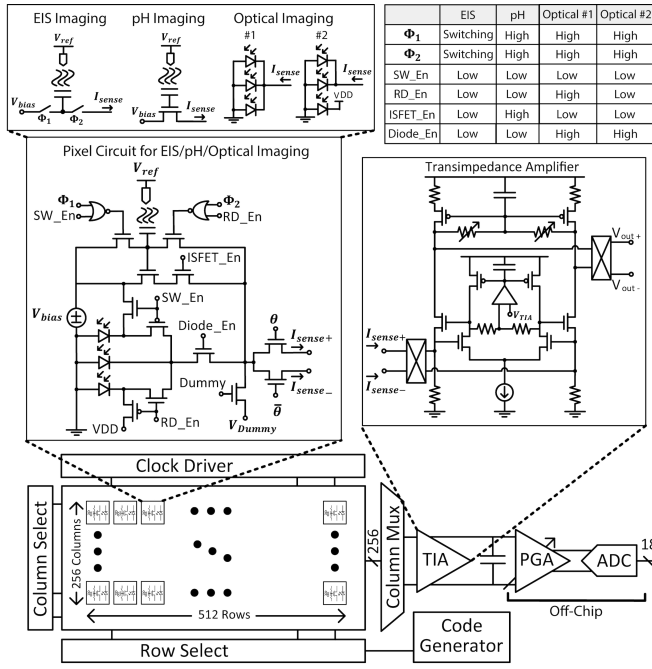 EIS Imaging
pH Imaging
Optical Imaging
#1
#2
V_ref
V_ref
V_bias
Φ1
Φ2
I_sense
V_bias
I_sense
I_sense
I_sense
VDD
EIS pH Optical #1 Optical #2
Φ1 Switching High High High
Φ2 Switching High High High
SW_En Low Low Low Low
RD_En Low Low High Low
ISFET_En Low High Low Low
Diode_En Low Low High High
Pixel Circuit for EIS/pH/Optical Imaging
V_ref
Φ1
SW_En
Φ2
RD_En
ISFET_En
SW_En
V_bias
Diode_En
θ
I_sense+
I_sense_
θ̅
Dummy
V_Dummy
VDD
RD_En
Transimpedance Amplifier
V_out +
V_out -
V_TIA
I_sense+
I_sense−
Clock Driver
Column Select
256 Columns
512 Rows
Row Select
256
Column Mux
TIA
PGA
ADC
18
Off-Chip
Code
Generator